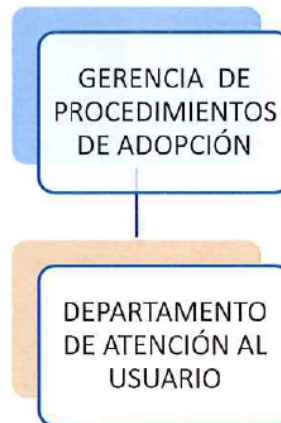 GERENCIA DE
PROCEDIMIENTOS
DE ADOPCIÓN
DEPARTAMENTO
DE ATENCIÓN AL
USUARIO